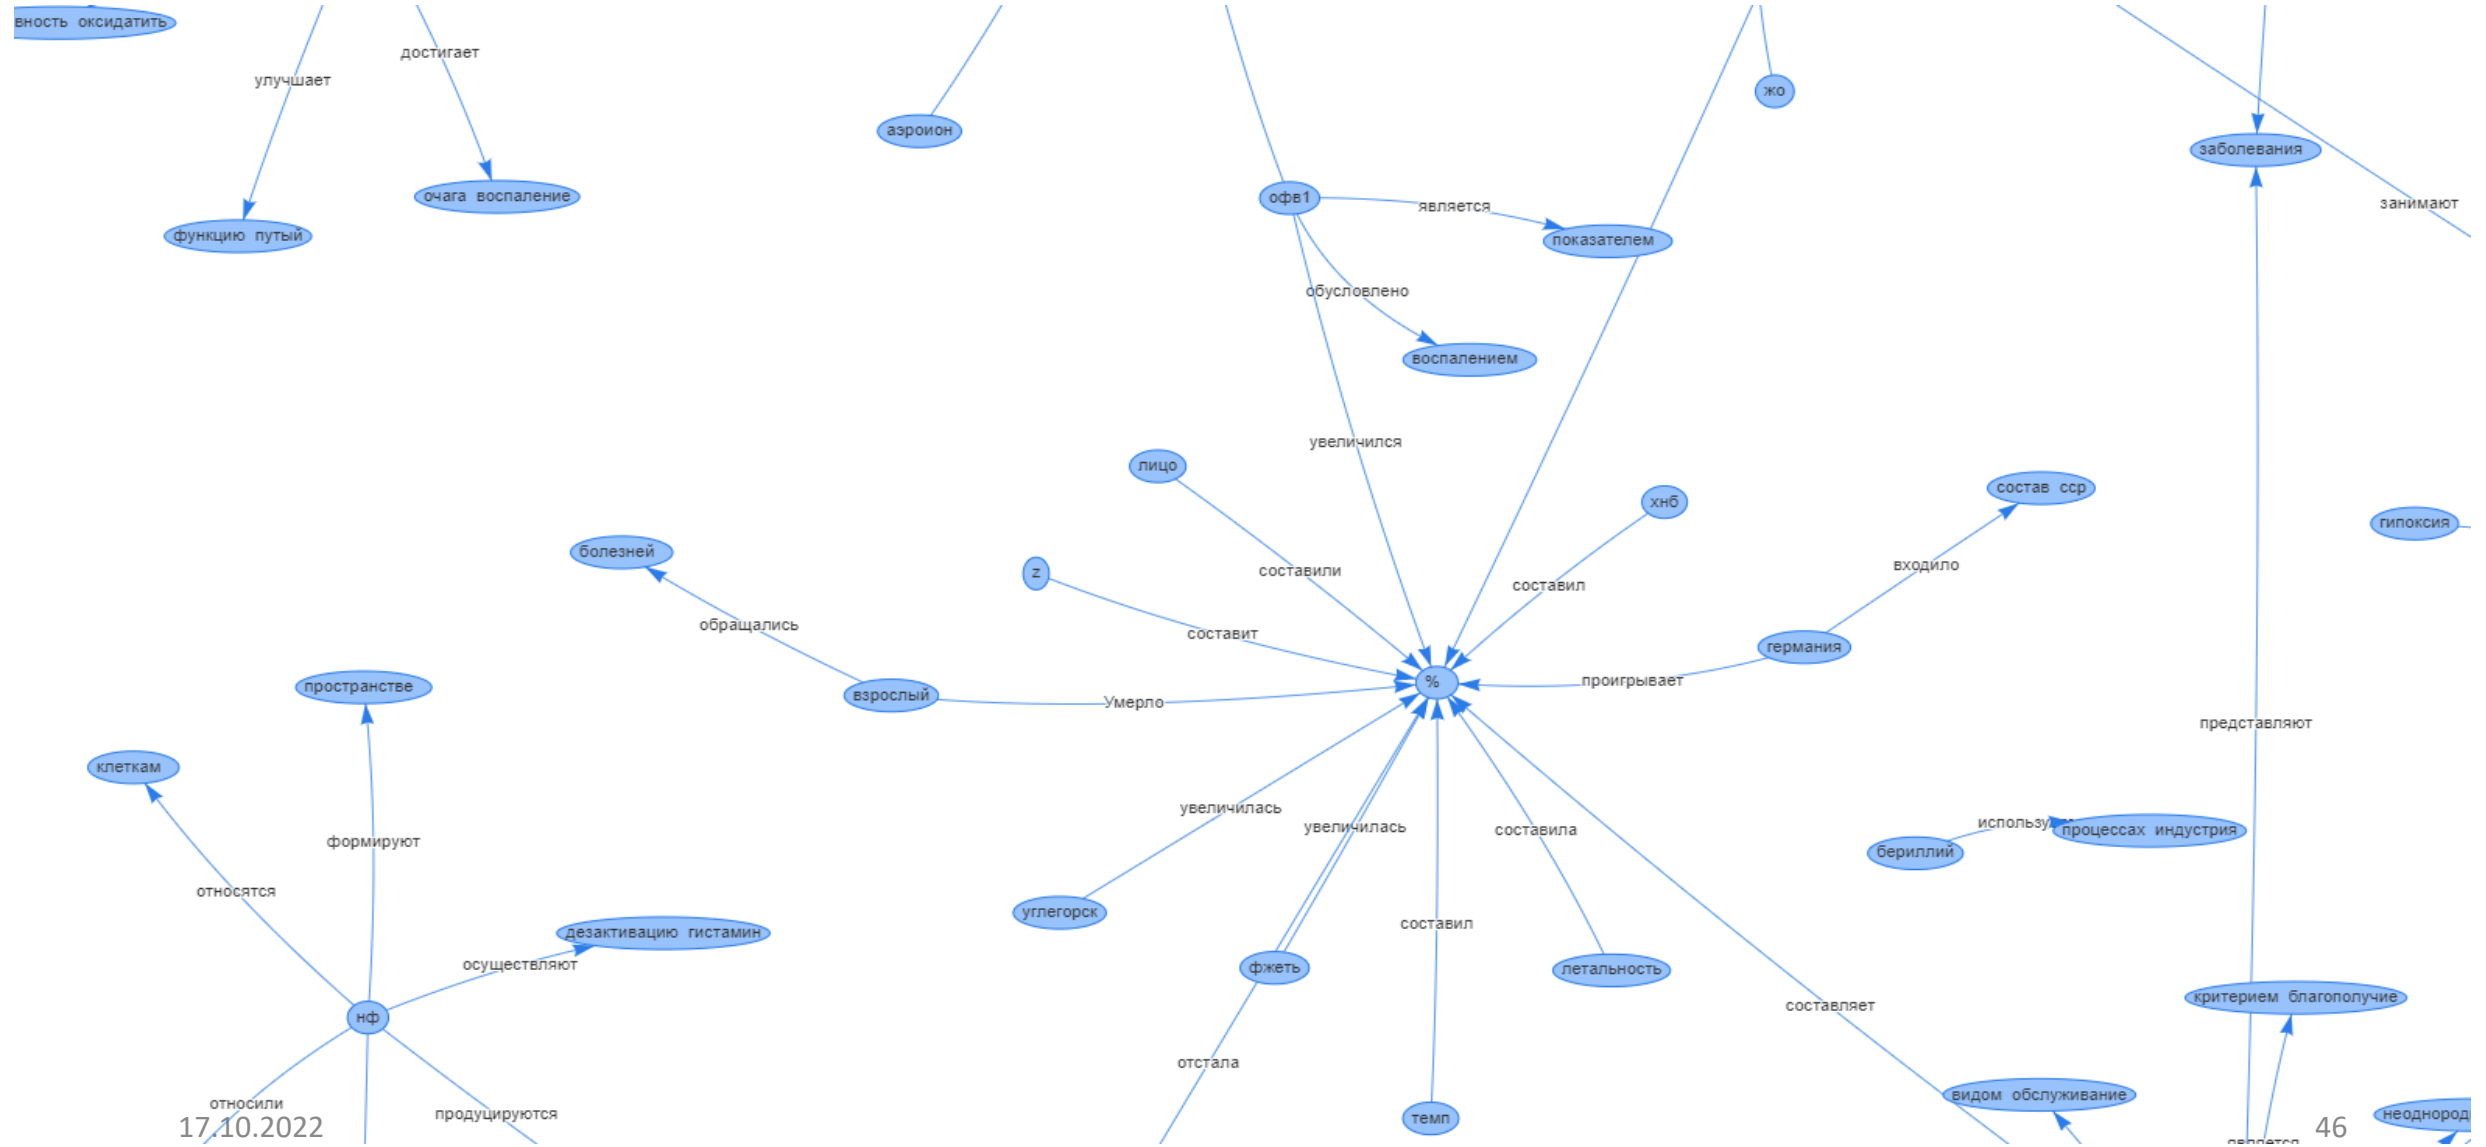 вность оксидатить
достигает
улучшает
жо
аэроион
заболевания
очага воспаление
офв1
является
занимают
функцию путый
показателем
обусловлено
воспалением
увеличился
лицо
состав сср
хнб
гипоксия
болезней
входило
z
составили
составил
обращались
составит
германия
проигрывает
%
пространстве
взрослый
Умерло
представляют
клеткам
увеличилась
увеличилась
составила
процессах индустрия
формируют
бериллий
относятся
углегорск
составил
дезактивацию гистамин
осуществляют
фжеть
летальность
критерием благополучие
составляет
нф
отстала
видом обслуживание
относили
продуцируются
темп
неоднород
17.10.2022
46